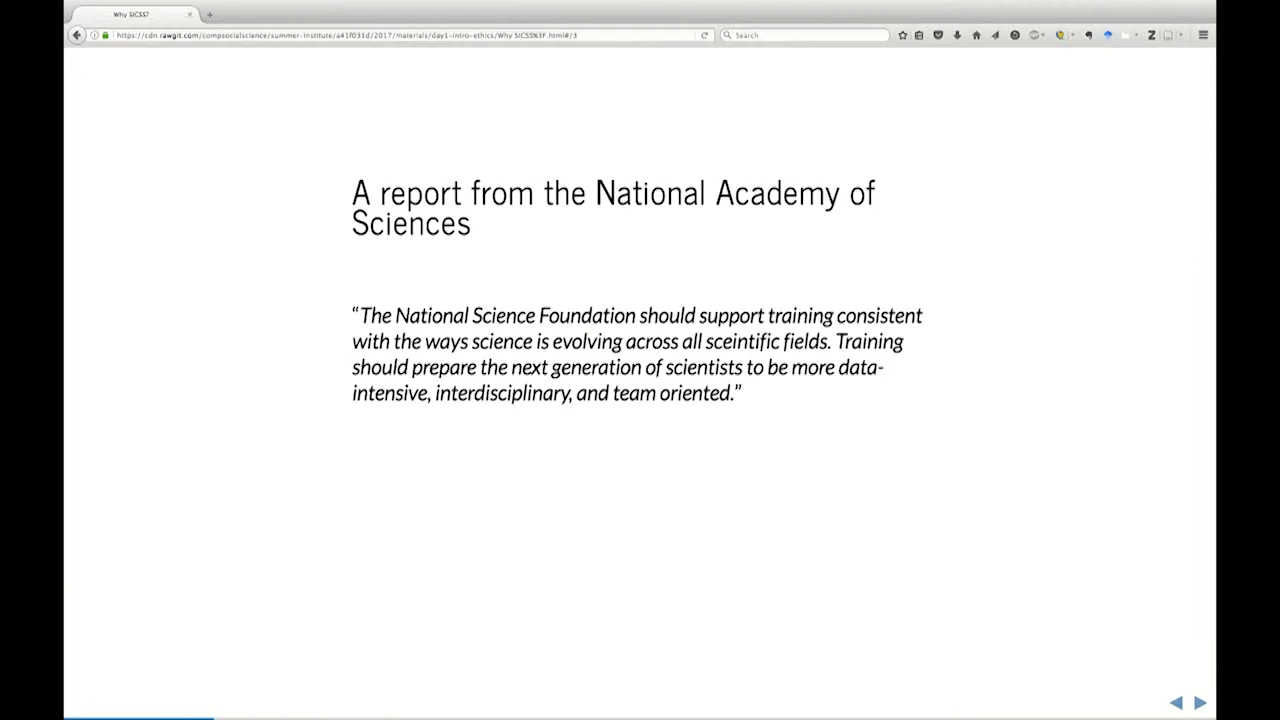 Why SICSS?
https://cdn.rawgit.com/compsocialscience/summer-institute/a41f031d/2017/materials/day1-intro-ethics/Why SICSS%3F.html#/3
Search
A report from the National Academy of
Sciences
“The National Science Foundation should support training consistent
with the ways science is evolving across all sceintific fields. Training
should prepare the next generation of scientists to be more data-
intensive, interdisciplinary, and team oriented.”